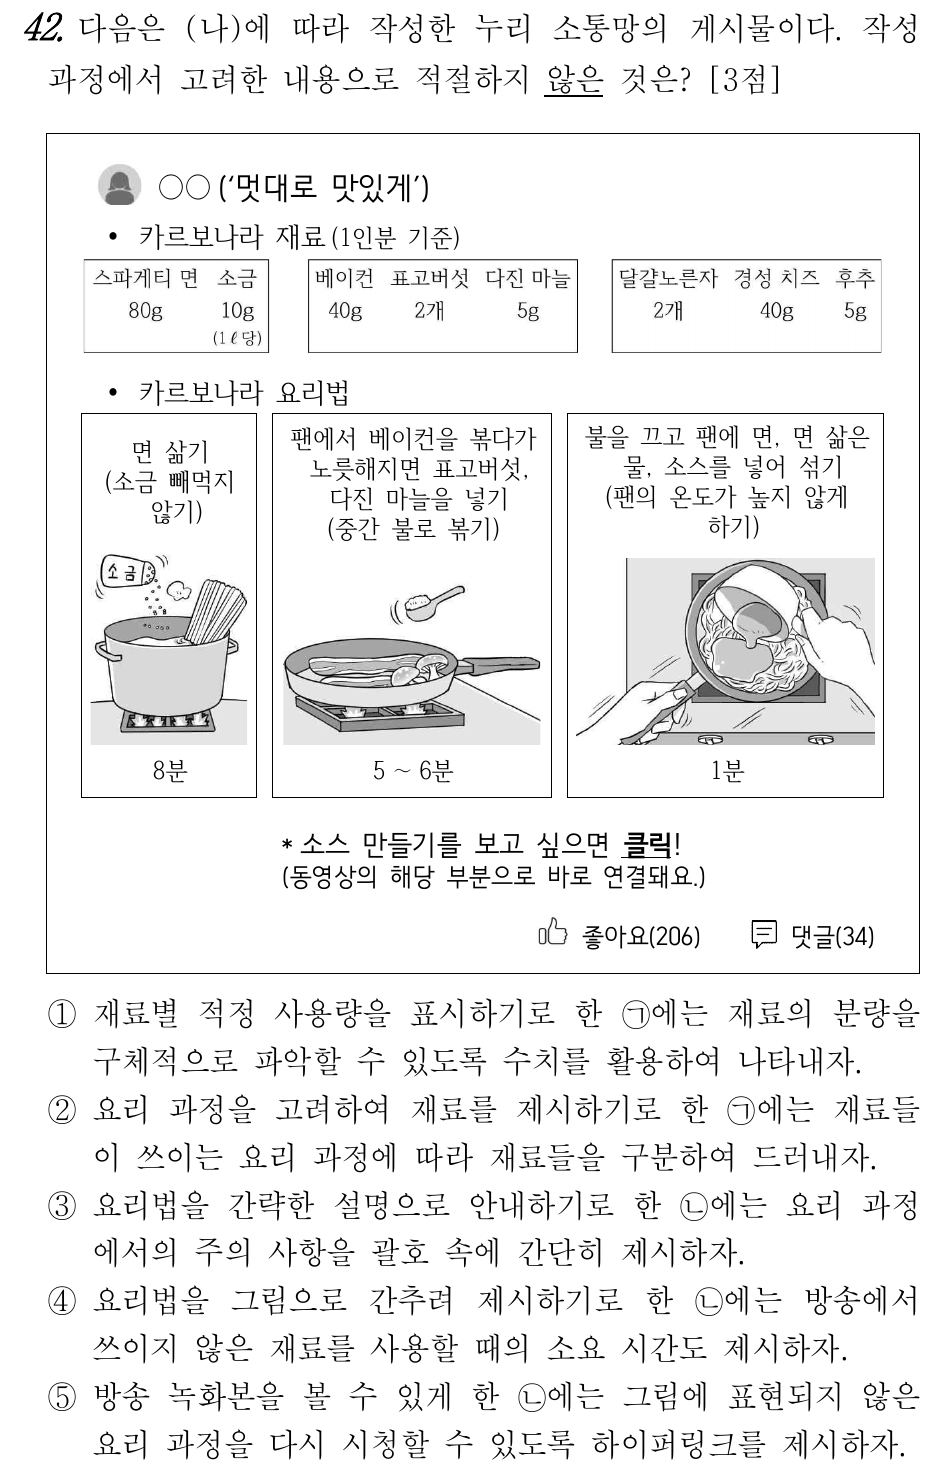 42. 다음은 (나)에 따라 작성한 누리 소통망의 게시물이다. 작성
과정에서 고려한 내용으로 적절하지 않은 것은? [3점]
○○ (‘멋대로 맛있게’)
• 카르보나라 재료 (1인분 기준)
스파게티 면 소금
80g 10g
(1ℓ당)
베이컨 표고버섯 다진 마늘
40g 2개 5g
달걀노른자 경성 치즈 후추
2개 40g 5g
• 카르보나라 요리법
면 삶기
(소금 빼먹지
않기)
소금
8분
팬에서 베이컨을 볶다가
노릇해지면 표고버섯,
다진 마늘을 넣기
(중간 불로 볶기)
5 ~ 6분
불을 끄고 팬에 면, 면 삶은
물, 소스를 넣어 섞기
(팬의 온도가 높지 않게
하기)
1분
* 소스 만들기를 보고 싶으면 클릭!
(동영상의 해당 부분으로 바로 연결돼요.)
좋아요(206) 댓글(34)
① 재료별 적정 사용량을 표시하기로 한 ㉠에는 재료의 분량을
구체적으로 파악할 수 있도록 수치를 활용하여 나타내자.
② 요리 과정을 고려하여 재료를 제시하기로 한 ㉠에는 재료들
이 쓰이는 요리 과정에 따라 재료들을 구분하여 드러내자.
③ 요리법을 간략한 설명으로 안내하기로 한 ㉡에는 요리 과정
에서의 주의 사항을 괄호 속에 간단히 제시하자.
④ 요리법을 그림으로 간추려 제시하기로 한 ㉡에는 방송에서
쓰이지 않은 재료를 사용할 때의 소요 시간도 제시하자.
⑤ 방송 녹화본을 볼 수 있게 한 ㉡에는 그림에 표현되지 않은
요리 과정을 다시 시청할 수 있도록 하이퍼링크를 제시하자.